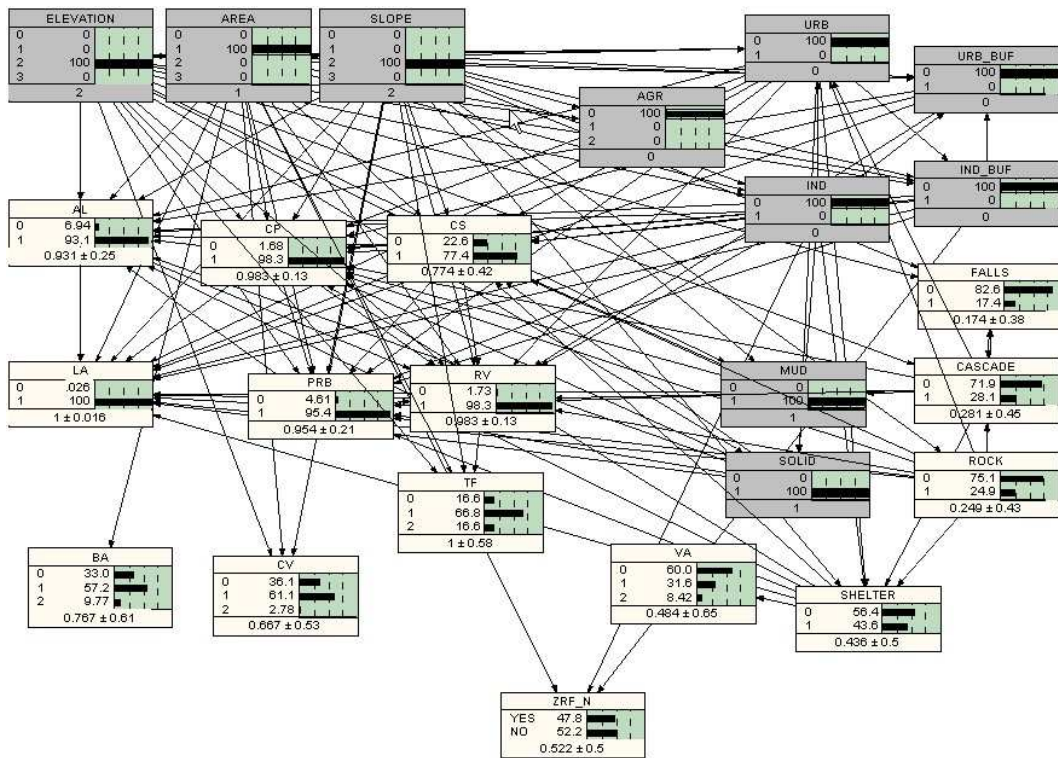 ELEVATION
0 0
1 0
2 100
3 0
2
AREA
0 0
1 100
2 0
3 0
1
SLOPE
0 0
1 0
2 100
3 0
2
URB
0 100
1 0
0
URB_BUF
0 100
1 0
0
AGR
0 100
1 0
2 0
0
IND
0 100
1 0
0
IND_BUF
0 100
1 0
0
AL
0 6.94
1 93.1
0.931 ± 0.25
CP
0 1.68
1 98.3
0.983 ± 0.13
CS
0 22.6
1 77.4
0.774 ± 0.42
FALLS
0 82.6
1 17.4
0.174 ± 0.38
LA
0 .026
1 100
1 ± 0.016
PRB
0 4.61
1 95.4
0.954 ± 0.21
RV
0 1.73
1 98.3
0.983 ± 0.13
MUD
0 0
1 100
1
CASCADE
0 71.9
1 28.1
0.281 ± 0.45
SOLID
0 0
1 100
1
ROCK
0 75.1
1 24.9
0.249 ± 0.43
TF
0 16.6
1 66.8
2 16.6
1 ± 0.58
BA
0 33.0
1 57.2
2 9.77
0.767 ± 0.61
CV
0 36.1
1 61.1
2 2.78
0.667 ± 0.53
VA
0 60.0
1 31.6
2 8.42
0.484 ± 0.65
SHELTER
0 56.4
1 43.6
0.436 ± 0.5
ZRF_N
YES 47.8
NO 52.2
0.522 ± 0.5